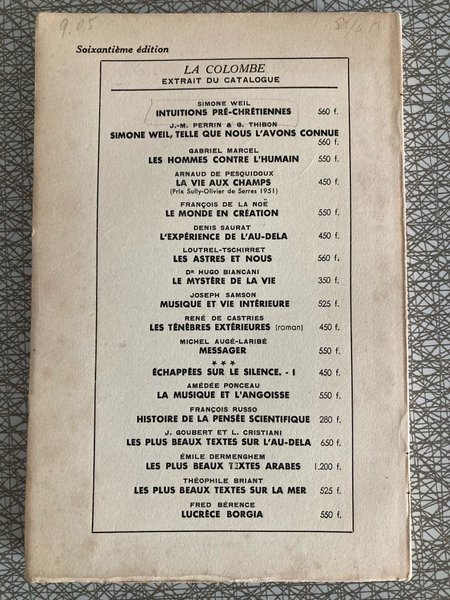 9.05
Soixantième édition
LA COLOMBE
EXTRAIT DU CATALOGUE
SIMONE WEIL
INTUITIONS PRÉ-CHRÉTIENNES 560 f.
J.-M. PERRIN & G. THIBON
SIMONE WEIL, TELLE QUE NOUS L'AVONS CONNUE
560 f.
GABRIEL MARCEL
LES HOMMES CONTRE L'HUMAIN 550 f.
ARNAUD DE PESQUIDOUX
LA VIE AUX CHAMPS 450 f.
(Prix Sully-Olivier de Serres 1951)
FRANÇOIS DE LA NOË
LE MONDE EN CRÉATION 550 f.
DENIS SAURAT
L'EXPÉRIENCE DE L'AU-DELA 450 f.
LOUTREL-TSCHIRRET
LES ASTRES ET NOUS 560 f.
DR HUGO BIANCANI
LE MYSTÈRE DE LA VIE 350 f.
JOSEPH SAMSON
MUSIQUE ET VIE INTÉRIEURE 525 f.
RENÉ DE CASTRIES
LES TÉNÈBRES EXTÉRIEURES (roman) 450 f.
MICHEL AUGÉ-LARIBÉ
MESSAGER 550 f.
***
ÉCHAPPÉES SUR LE SILENCE. - I 450 f.
AMÉDÉE PONCEAU
LA MUSIQUE ET L'ANGOISSE 550 f.
FRANÇOIS RUSSO
HISTOIRE DE LA PENSÉE SCIENTIFIQUE 280 f.
J. GOUBERT ET L. CRISTIANI
LES PLUS BEAUX TEXTES SUR L'AU-DELA 650 f.
ÉMILE DERMENGHEM
LES PLUS BEAUX TEXTES ARABES 1.200 f.
THÉOPHILE BRIANT
LES PLUS BEAUX TEXTES SUR LA MER 525 f.
FRED BÉRENCE
LUCRÈCE BORGIA 550 f.